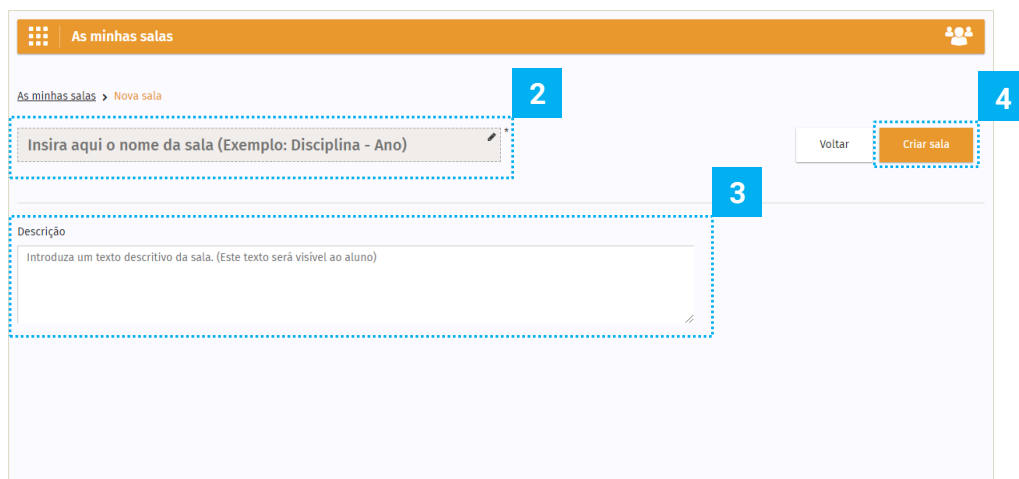 As minhas salas
2
4
As minhas salas > Nova sala
Insira aqui o nome da sala (Exemplo: Disciplina - Ano) *
Voltar
Criar sala
3
Descrição
Introduza um texto descritivo da sala. (Este texto será visível ao aluno)